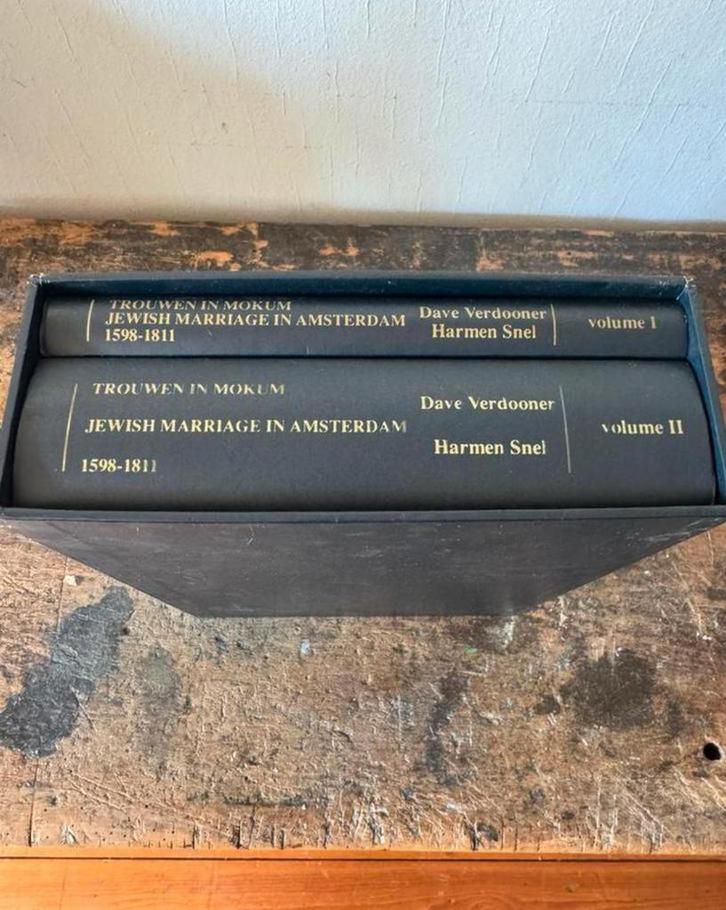 TROUWEN IN MOKUM
JEWISH MARRIAGE IN AMSTERDAM
1598-1811
Dave Verdooner
Harmen Snel
volume I
TROUWEN IN MOKUM
JEWISH MARRIAGE IN AMSTERDAM
1598-1811
Dave Verdooner
Harmen Snel
volume II